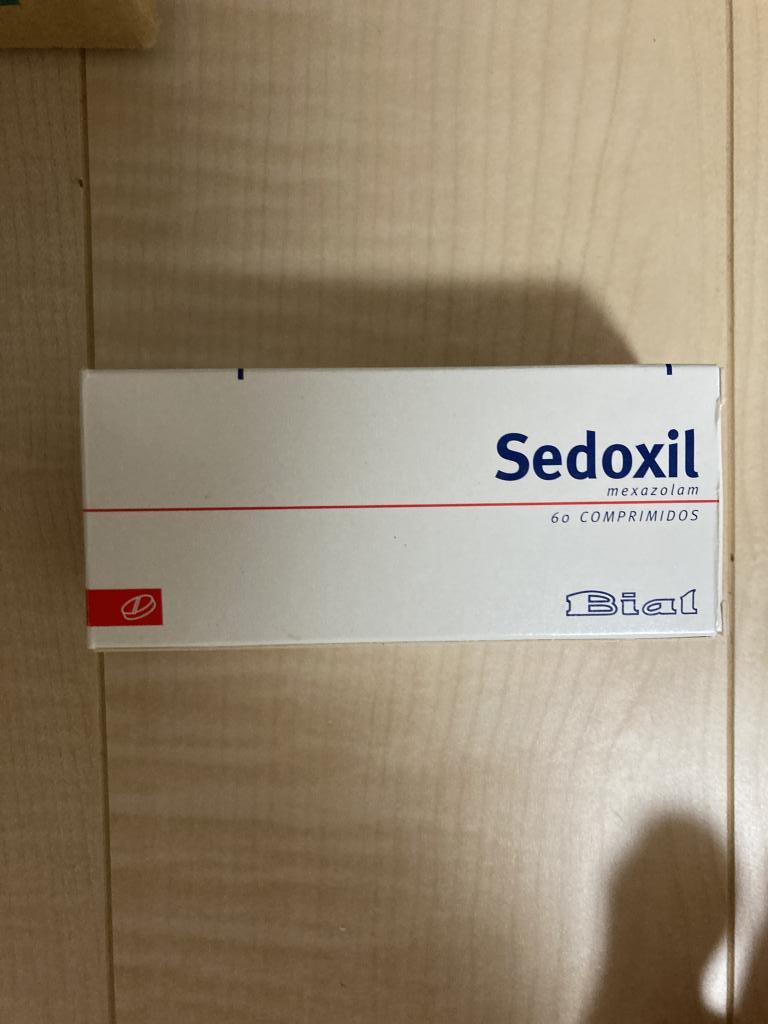 Sedoxil
mexazolam
60 COMPRIMIDOS
Bial